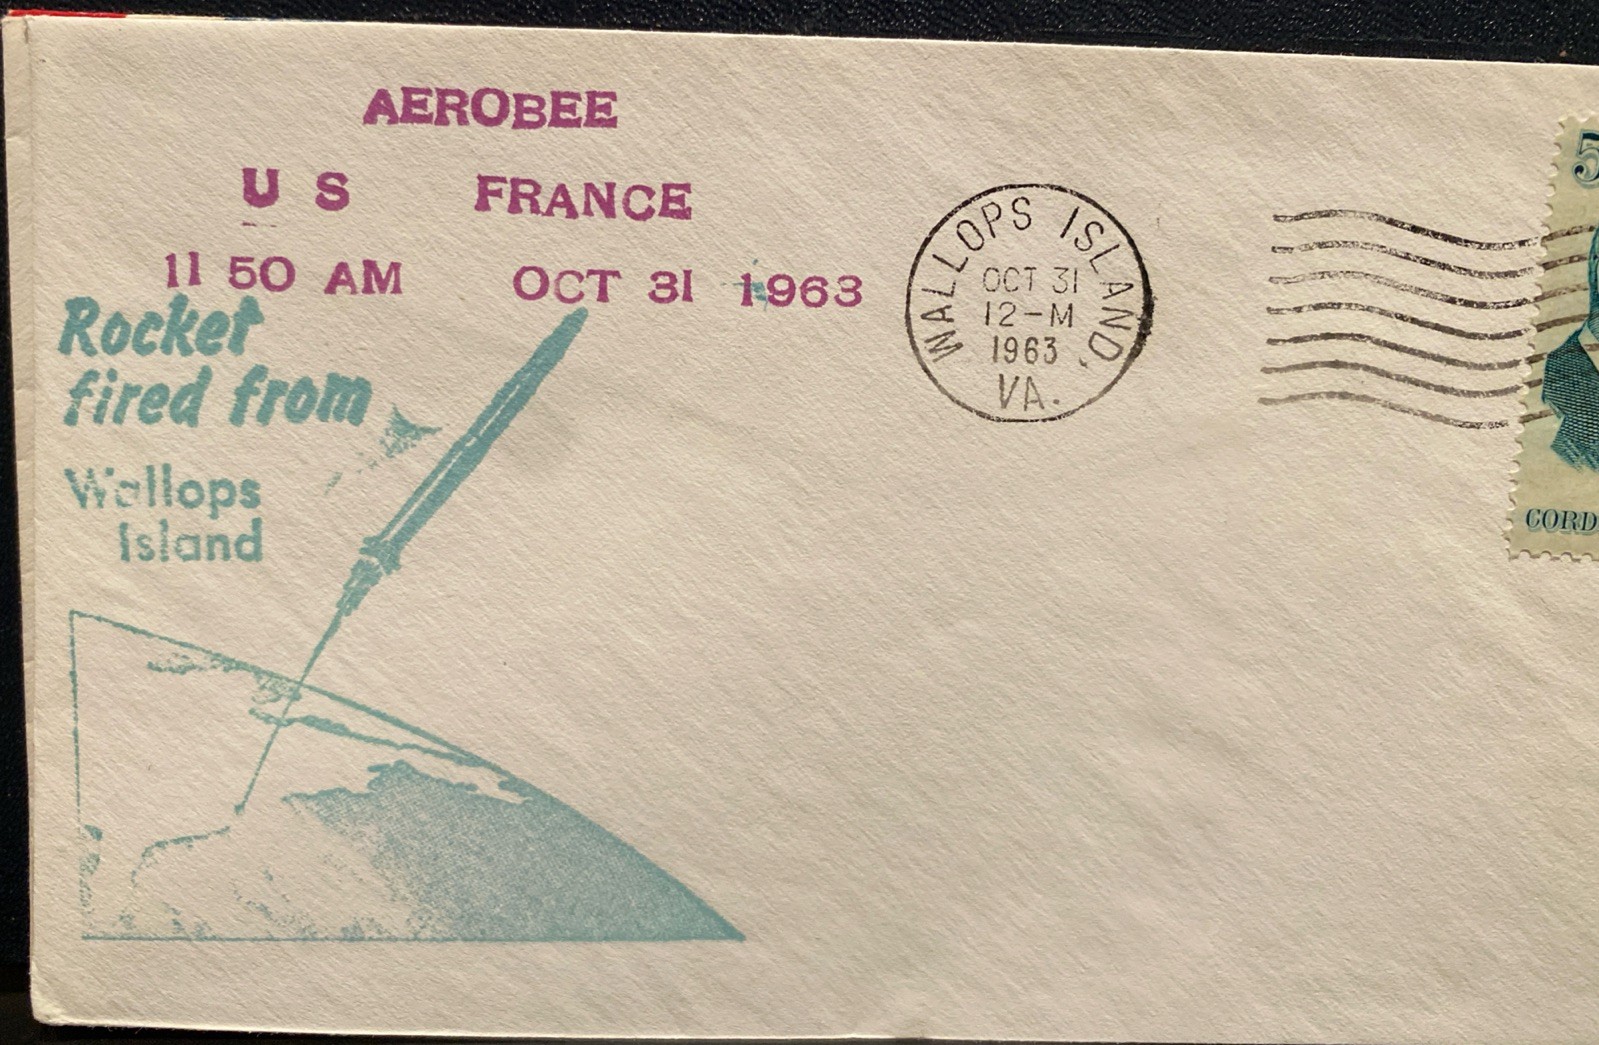 AEROBEE
U S FRANCE
11 50 AM OCT 31 1963
Rocket
fired from
Wallops
Island
WALLOPS ISLAND,
OCT 31
12-M
1963
VA.
5
CORD